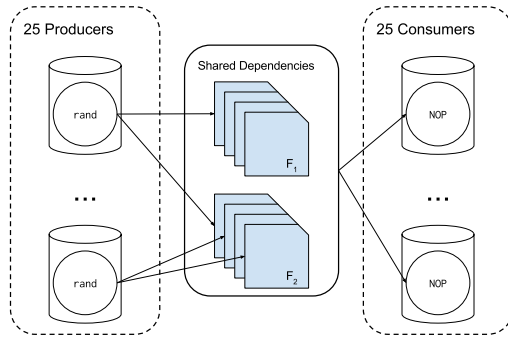 25 Producers
25 Consumers
Shared Dependencies
rand
NOP
F1
...
...
rand
NOP
F2